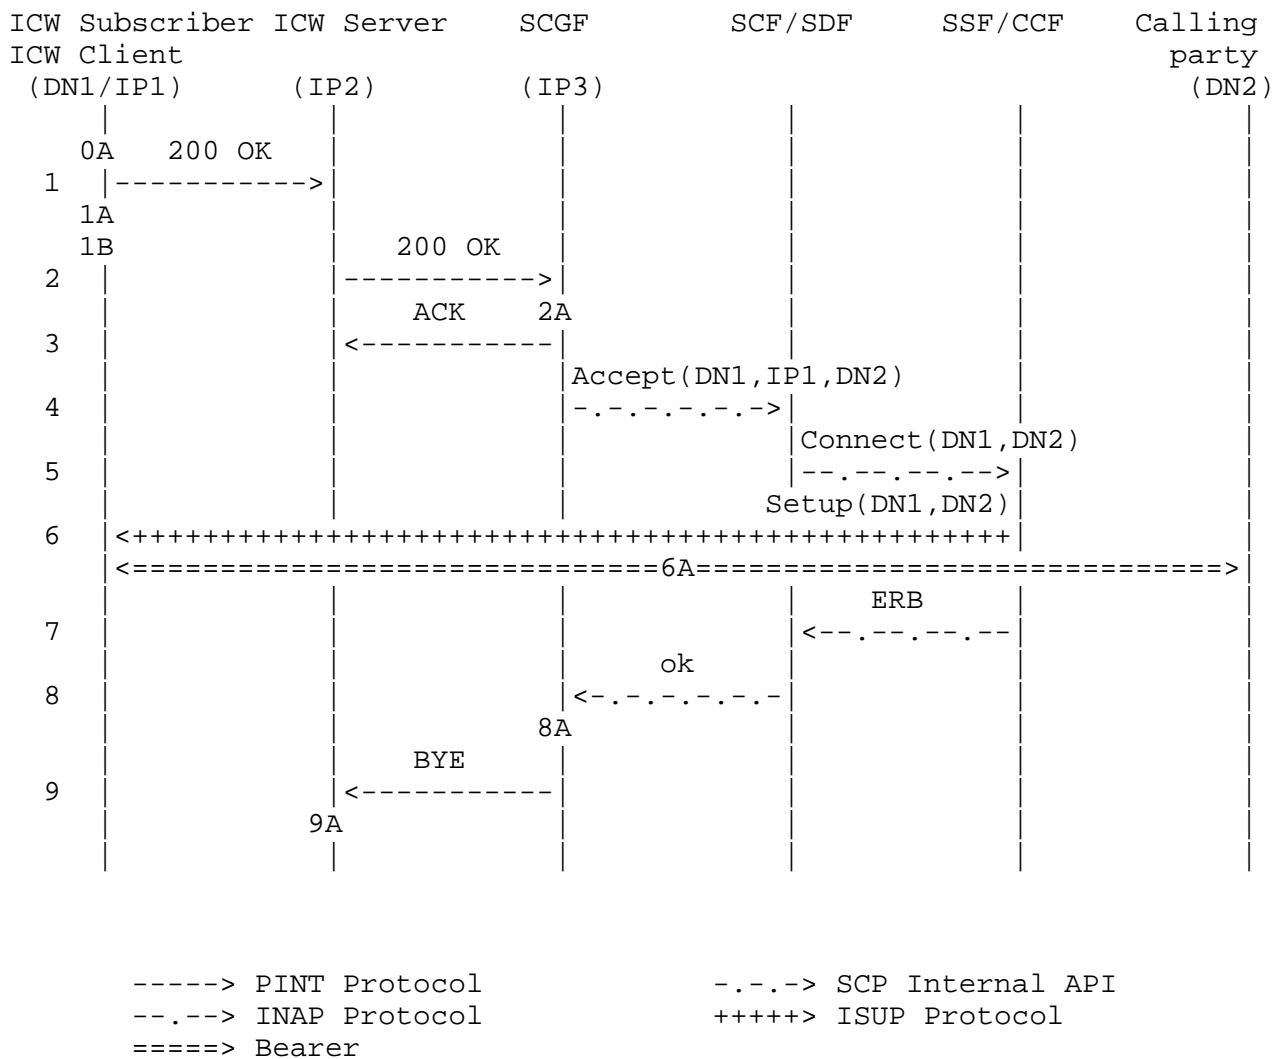 ICW Subscriber ICW Server SCGF SCF/SDF SSF/CCF Calling
ICW Client party
(DN1/IP1) (IP2) (IP3) (DN2)
0A 200 OK
1 |----------->|
1A
1B 200 OK
2 |----------->|
ACK 2A
3 |<-----------|
Accept(DN1,IP1,DN2)
4 |-.-.-.-.-.->|
Connect(DN1,DN2)
5 |--.--.--.-->|
Setup(DN1,DN2)
6 |<++++++++++++++++++++++++++++++++++++++++++++++++++|
|<==============================6A==============================>|
ERB
7 |<--.--.--.--|
ok
8 |<-.-.-.-.-.-|
8A
BYE
9 |<-----------|
9A
-----> PINT Protocol -.-.-> SCP Internal API
--.--> INAP Protocol +++++> ISUP Protocol
=====> Bearer